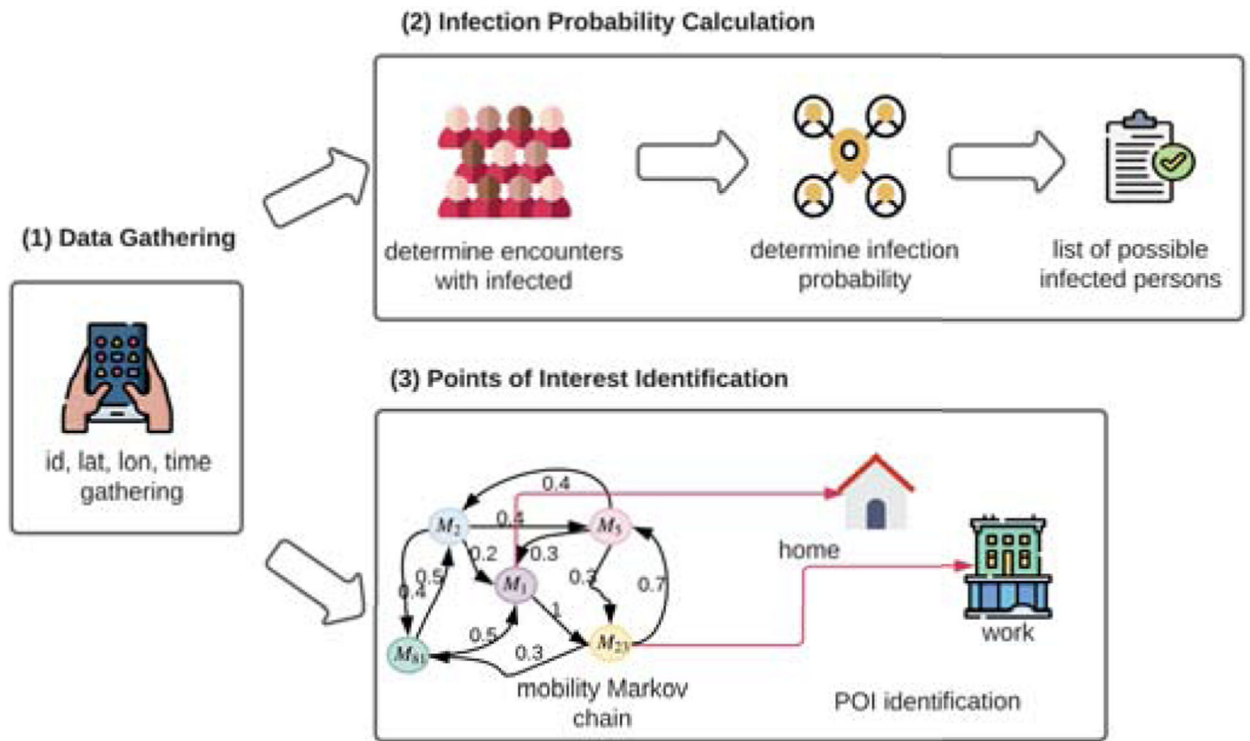 (2) Infection Probability Calculation
determine encounters
with infected
determine infection
probability
list of possible
infected persons
(1) Data Gathering
id, lat, lon, time
gathering
(3) Points of Interest Identification
0.4
M2
0.4
M5
home
0.2
0.3
0.5
0.4
M1
0.3
0.7
1
work
0.5
M81
0.3
M23
mobility Markov
chain
POI identification